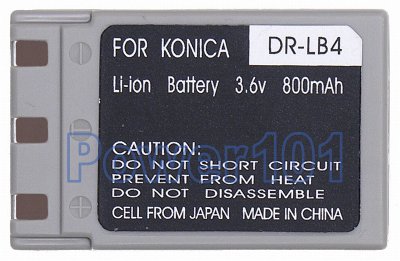 FOR KONICA DR-LB4
Li-ion Battery 3.6v 800mAh
Power101
CAUTION:
DO NOT SHORT CIRCUIT
PREVENT FROM HEAT
DO NOT DISASSEMBLE
CELL FROM JAPAN MADE IN CHINA